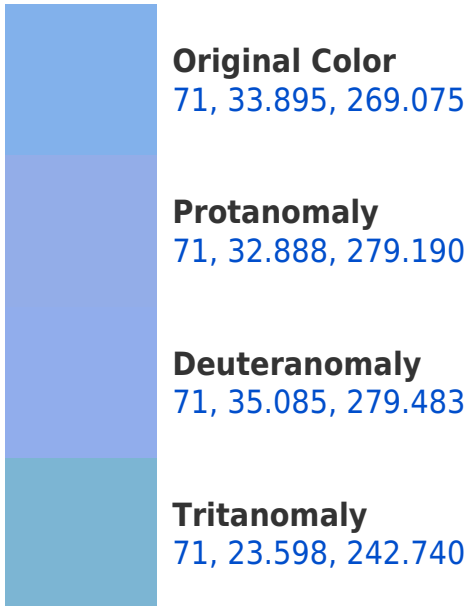 Original Color
71, 33.895, 269.075
Protanomaly
71, 32.888, 279.190
Deuteranomaly
71, 35.085, 279.483
Tritanomaly
71, 23.598, 242.740